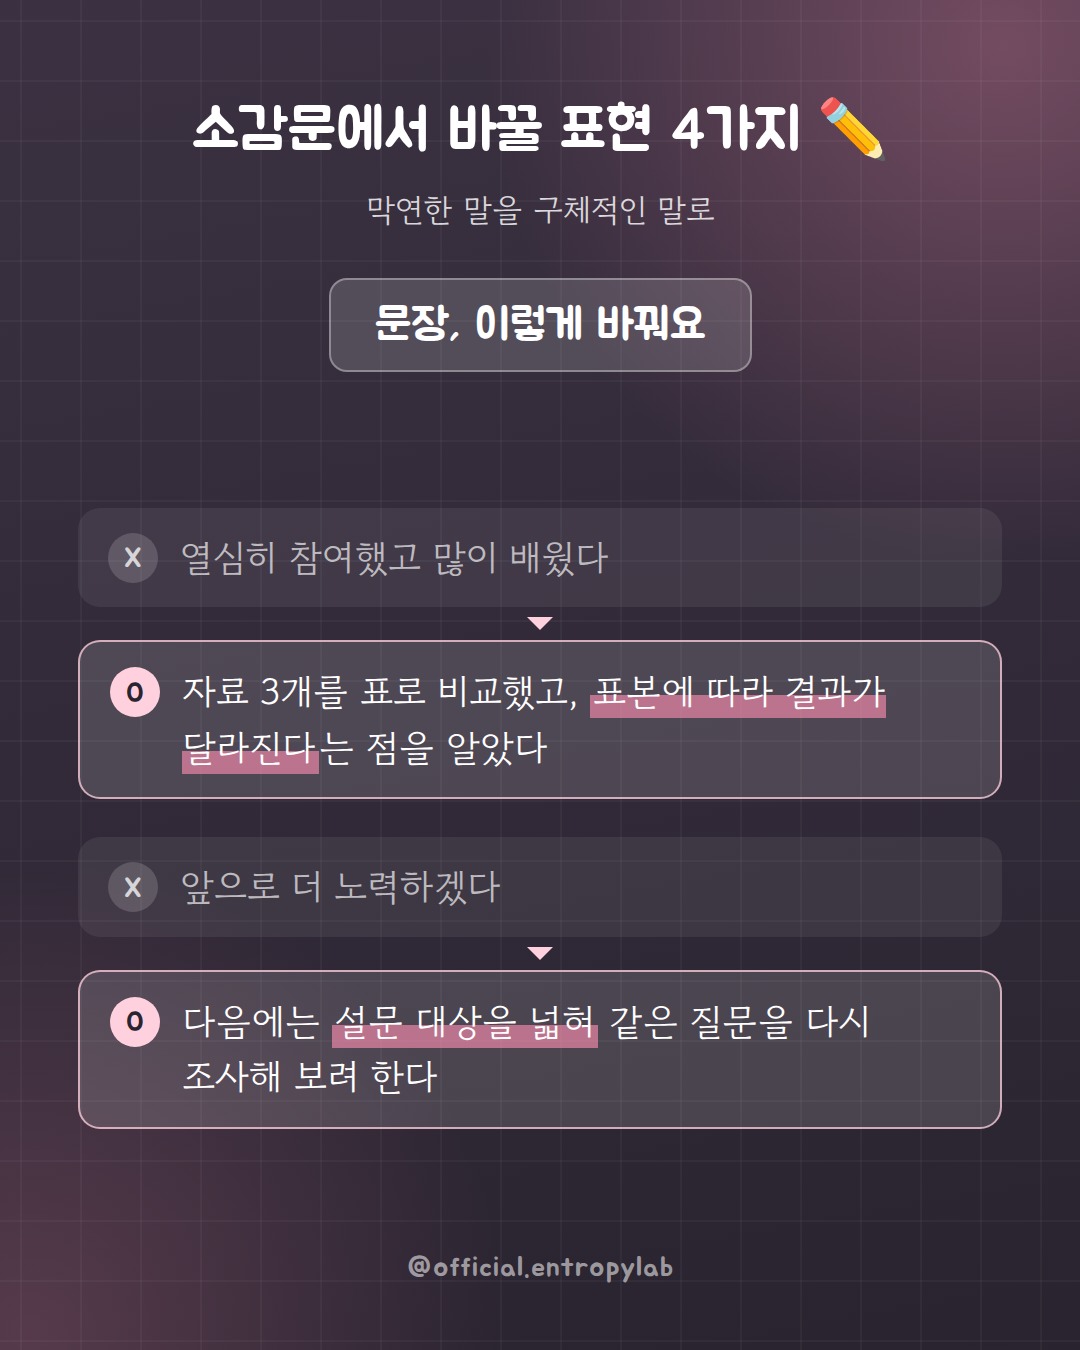 소감문에서 바꿀 표현 4가지 ✏️
막연한 말을 구체적인 말로
문장, 이렇게 바꿔요
X 열심히 참여했고 많이 배웠다
O 자료 3개를 표로 비교했고, 표본에 따라 결과가
달라진다는 점을 알았다
X 앞으로 더 노력하겠다
O 다음에는 설문 대상을 넓혀 같은 질문을 다시
조사해 보려 한다
@official.entropylab